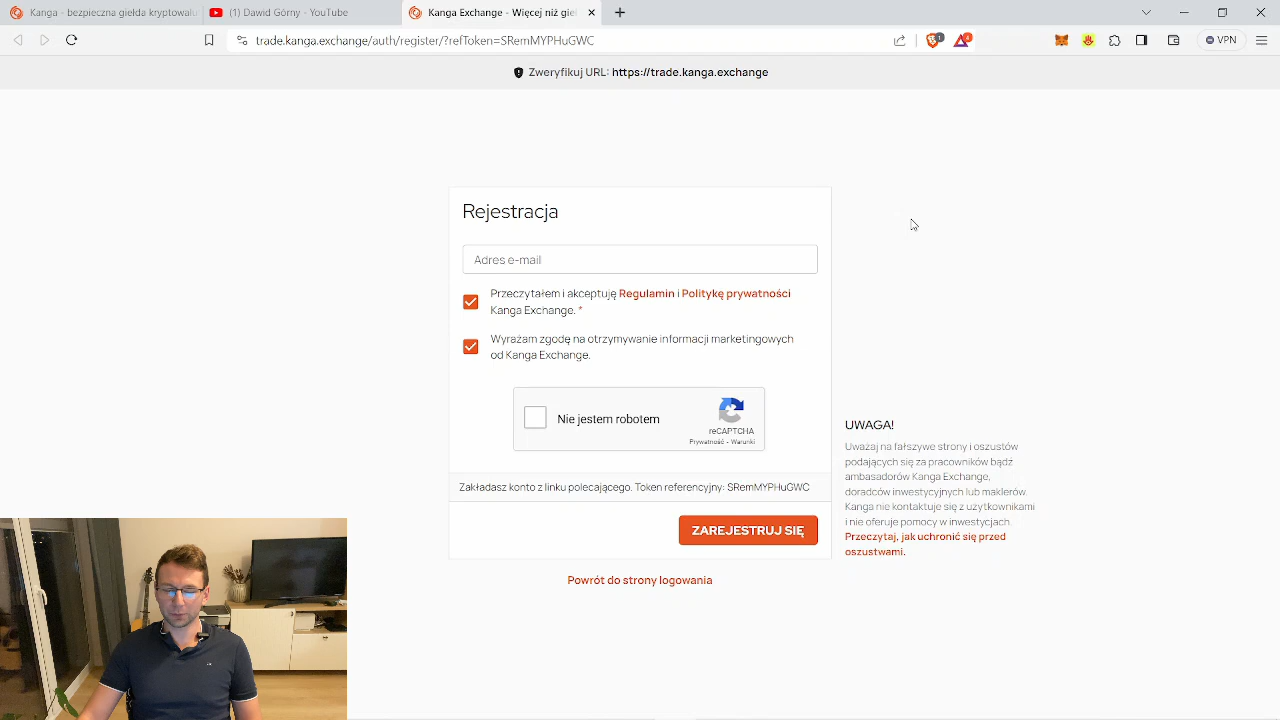 Kanga - bezpieczna giełda kryptowalu
(1) Dawid Górny - YouTube
Kanga Exchange - Więcej niż gieł
trade.kanga.exchange/auth/register/?refToken=SRemMYPHuGWC
1
4
VPN
Zweryfikuj URL: https://trade.kanga.exchange
Rejestracja
Adres e-mail
Przeczytałem i akceptuję Regulamin i Politykę prywatności
Kanga Exchange. *
Wyrażam zgodę na otrzymywanie informacji marketingowych
od Kanga Exchange.
Nie jestem robotem
reCAPTCHA
Prywatność - Warunki
Zakładasz konto z linku polecającego. Token referencyjny: SRemMYPHuGWC
ZAREJESTRUJ SIĘ
Powrót do strony logowania
UWAGA!
Uważaj na fałszywe strony i oszustów
podających się za pracowników bądź
ambasadorów Kanga Exchange,
doradców inwestycyjnych lub maklerów.
Kanga nie kontaktuje się z użytkownikami
i nie oferuje pomocy w inwestycjach.
Przeczytaj, jak uchronić się przed
oszustwami.